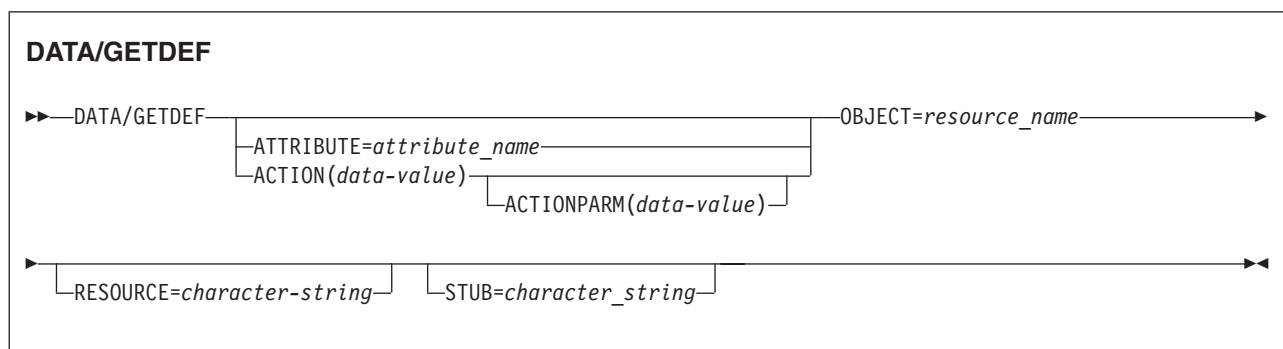 DATA/GETDEF
DATA/GETDEF OBJECT=resource_name
ATTRIBUTE=attribute_name
ACTION(data-value)
ACTIONPARM(data-value)
RESOURCE=character-string STUB=character_string